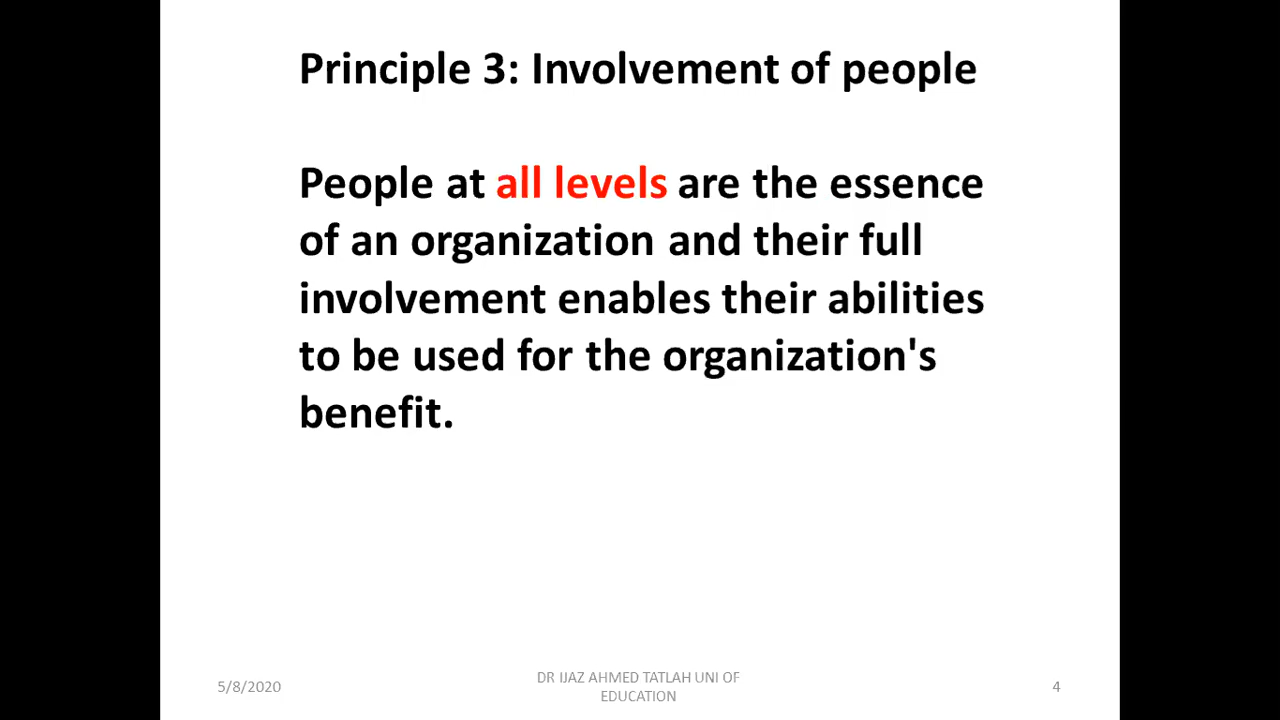 Principle 3: Involvement of people
People at all levels are the essence
of an organization and their full
involvement enables their abilities
to be used for the organization's
benefit.
5/8/2020
DR IJAZ AHMED TATLAH UNI OF
EDUCATION
4